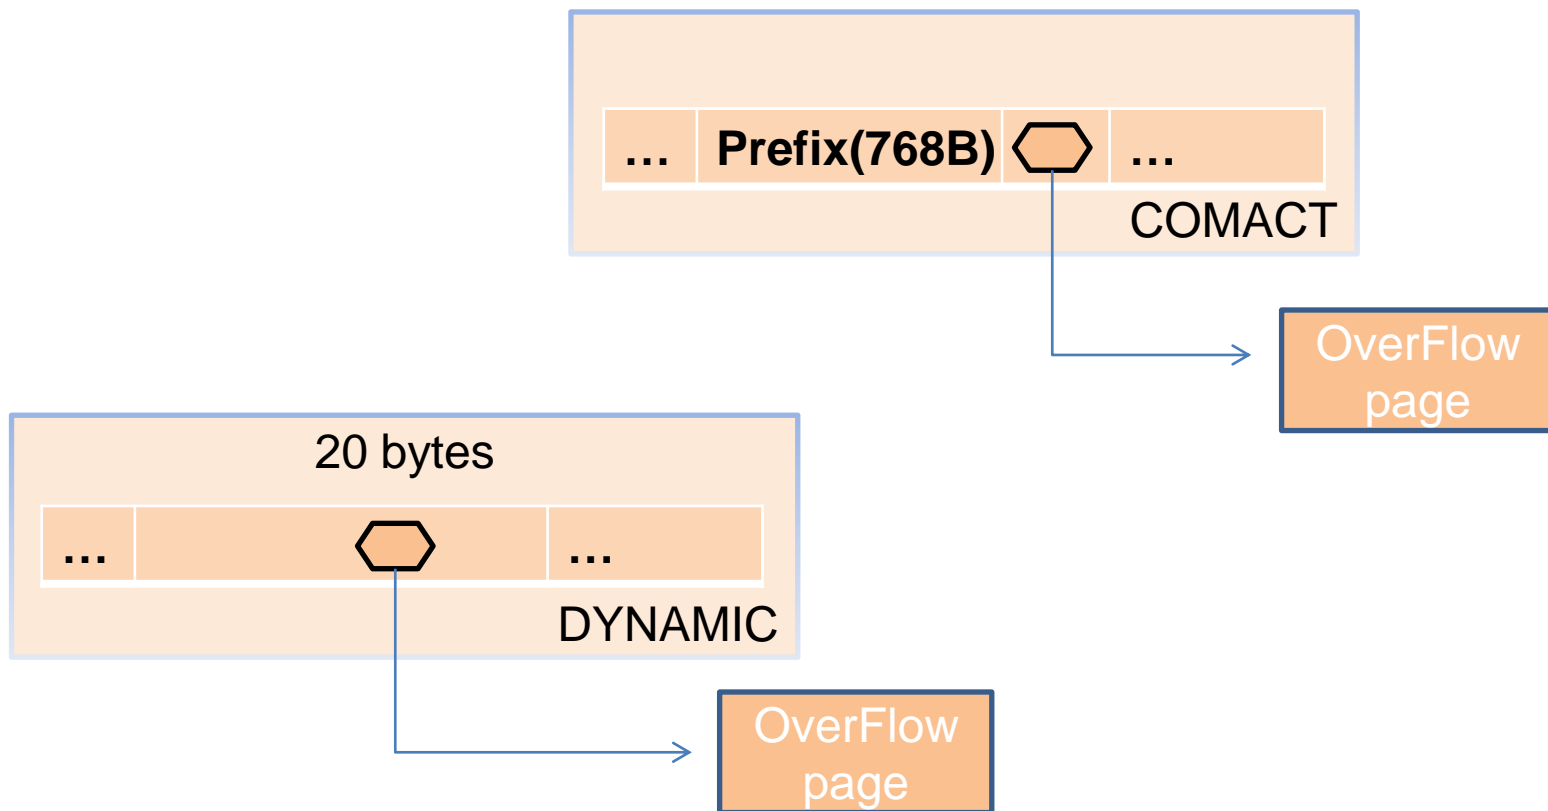 ... Prefix(768B) ...
COMACT
OverFlow
page
20 bytes
... ...
DYNAMIC
OverFlow
page